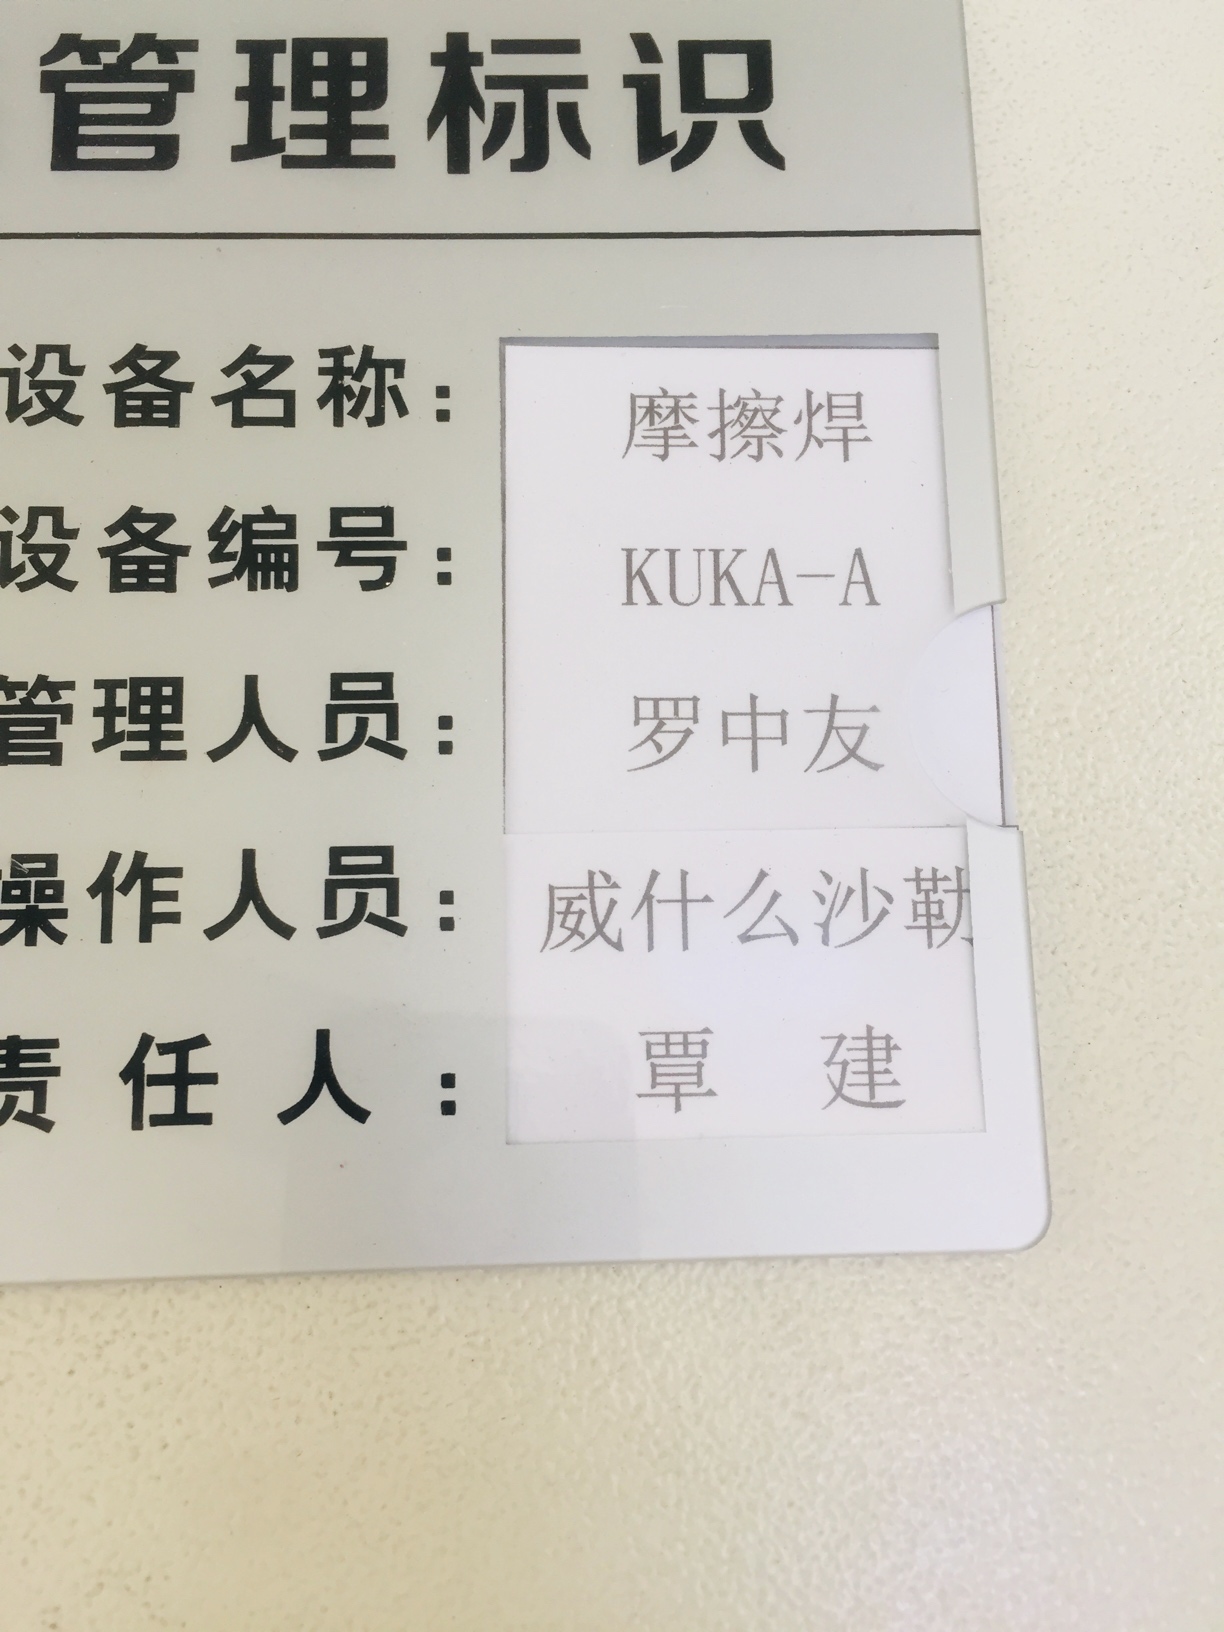 管理标识
设备名称: 摩擦焊
设备编号: KUKA-A
管理人员: 罗中友
操作人员: 威什么沙勒
责任人: 覃 建